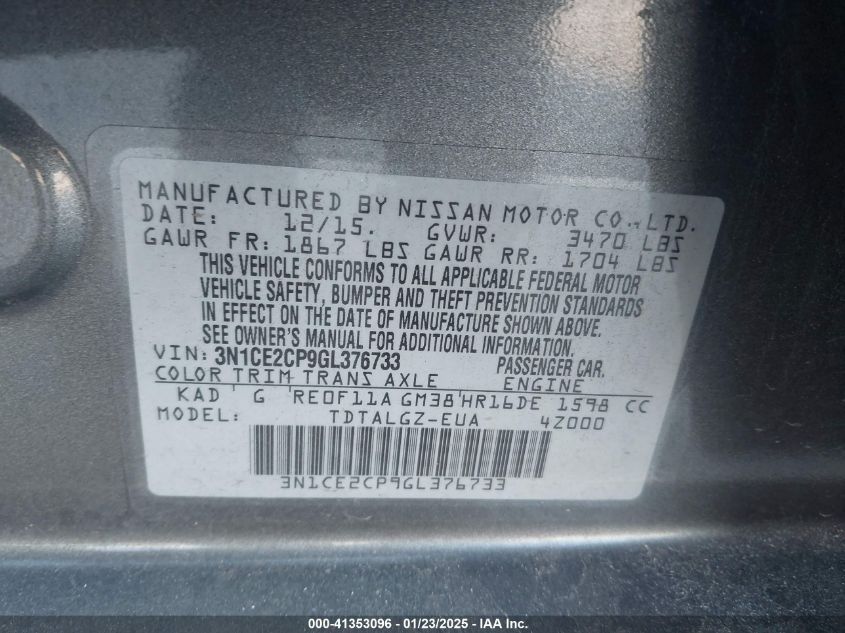 MANUFACTURED BY NISSAN MOTOR CO.,LTD.
DATE: 12/15. GVWR: 3470 LBS
GAWR FR: 1867 LBS GAWR RR: 1704 LBS
THIS VEHICLE CONFORMS TO ALL APPLICABLE FEDERAL MOTOR
VEHICLE SAFETY, BUMPER AND THEFT PREVENTION STANDARDS
IN EFFECT ON THE DATE OF MANUFACTURE SHOWN ABOVE.
SEE OWNER'S MANUAL FOR ADDITIONAL INFORMATION.
VIN: 3N1CE2CP9GL376733 PASSENGER CAR.
COLOR TRIM TRANS AXLE ENGINE
KAD G RE0F11A GM38 HR16DE 1598 CC
MODEL: TDTALGZ-EUA 4Z000
3N1CE2CP9GL376733
000-41353096 - 01/23/2025 - IAA Inc.